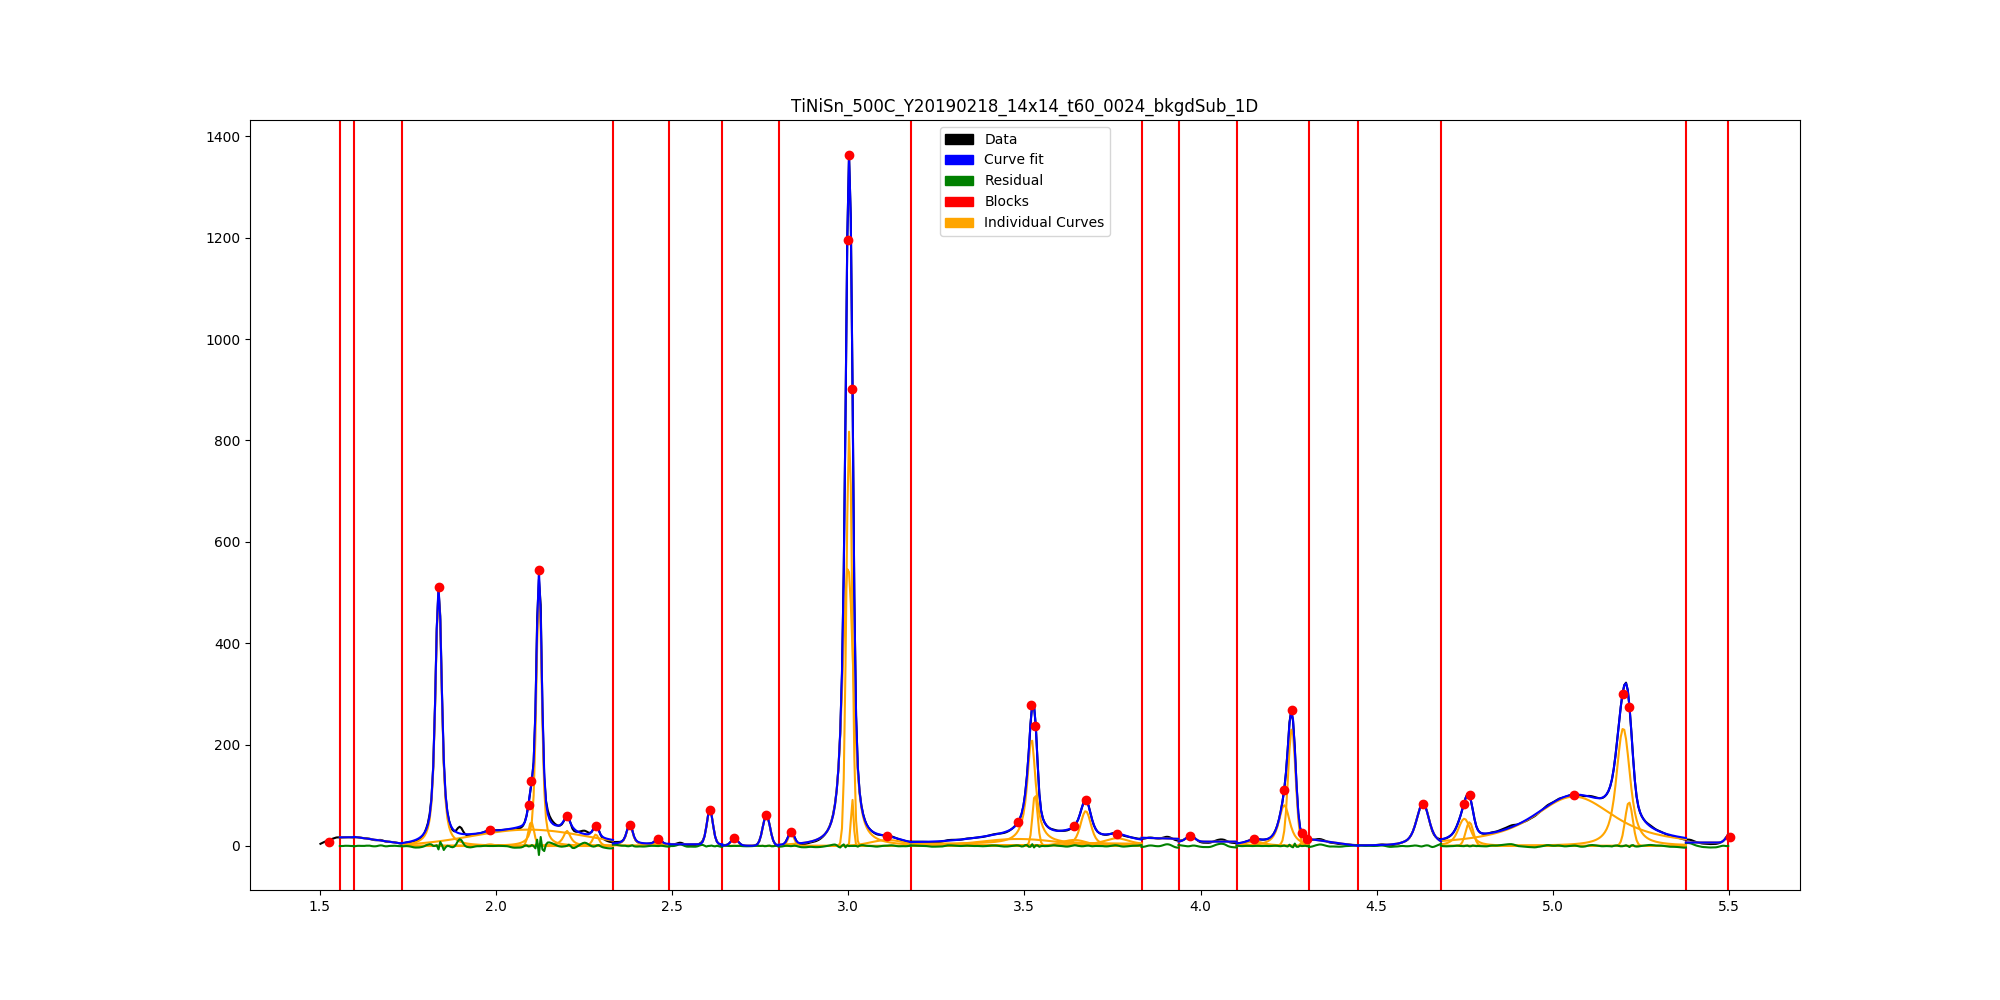 TiNiSn_500C_Y20190218_14x14_t60_0024_bkgdSub_1D
1400
1200
1000
800
600
400
200
0
Data
Curve fit
Residual
Blocks
Individual Curves
1.5 2.0 2.5 3.0 3.5 4.0 4.5 5.0 5.5